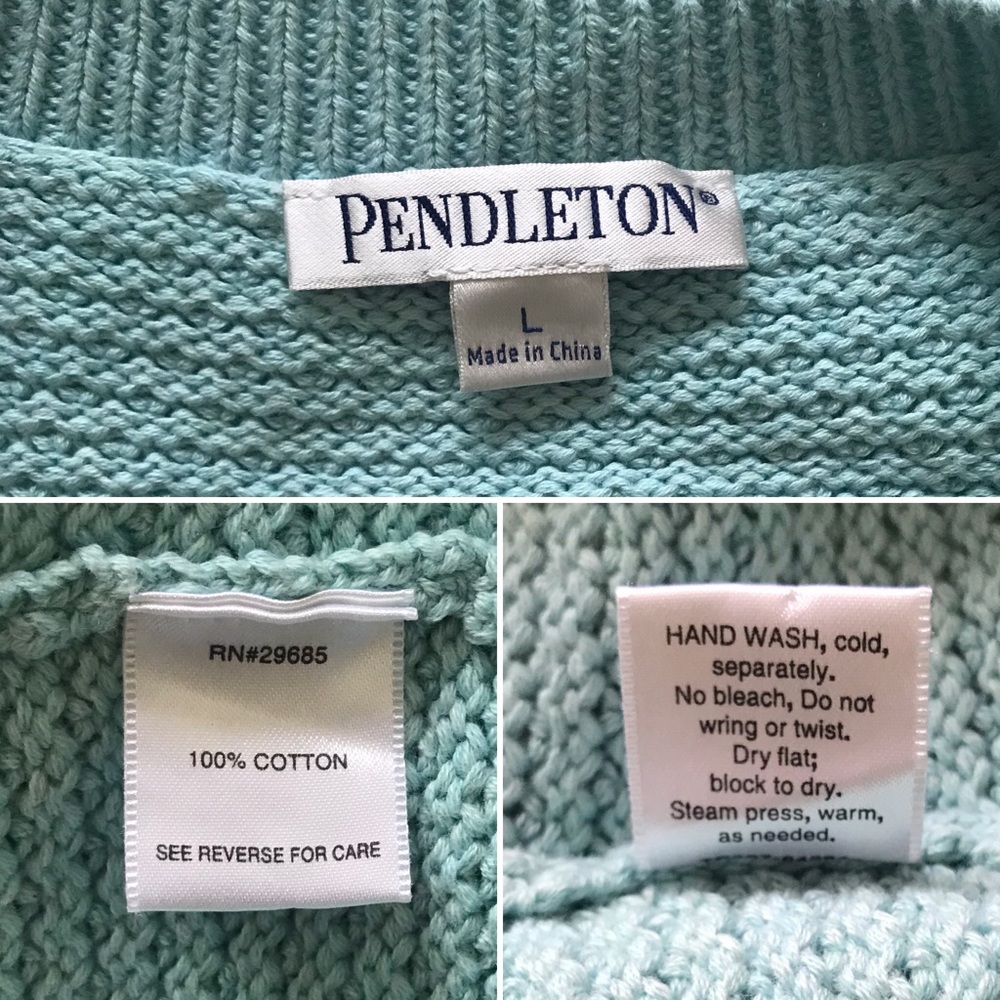 PENDLETON®
L
Made in China
RN#29685
100% COTTON
SEE REVERSE FOR CARE
HAND WASH, cold,
separately.
No bleach, Do not
wring or twist.
Dry flat;
block to dry.
Steam press, warm,
as needed.